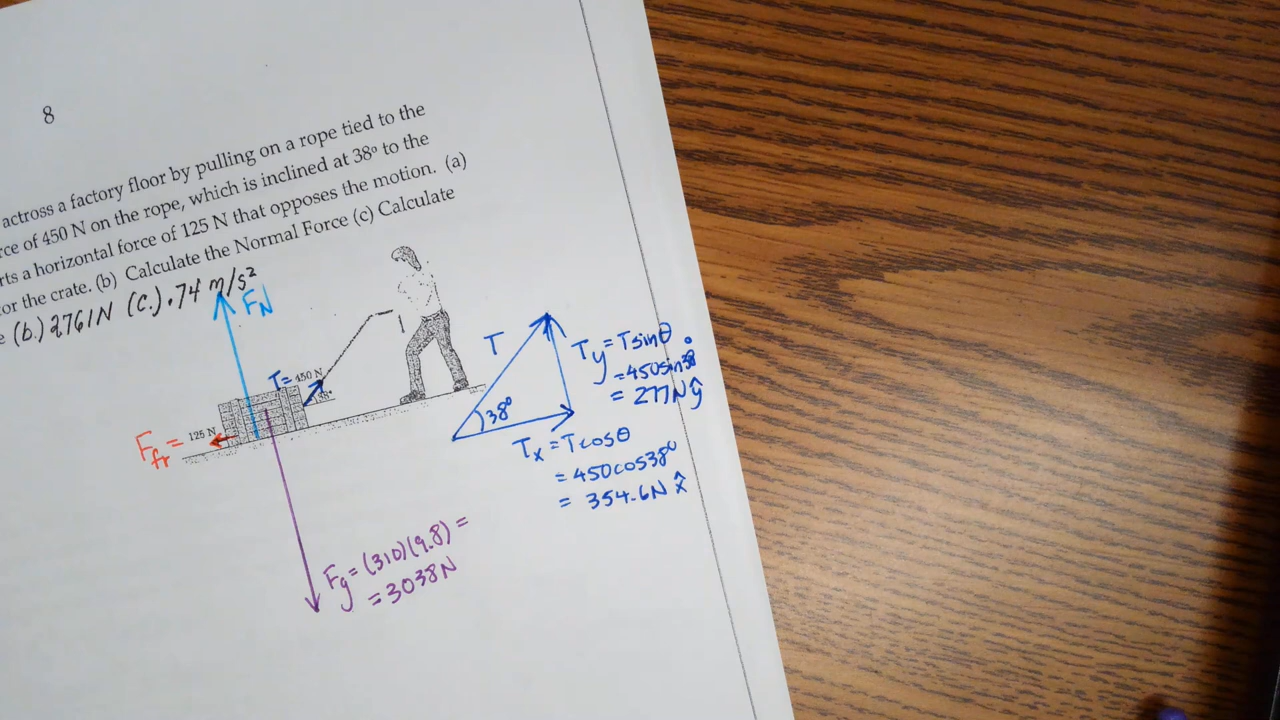 8
actross a factory floor by pulling on a rope tied to the
rce of 450 N on the rope, which is inclined at 38º to the
rts a horizontal force of 125 N that opposes the motion. (a)
or the crate. (b) Calculate the Normal Force (c) Calculate
e (b.) 2761N (c.) .74 m/s²
FN
T= 450 N
38°
Ffr = 125 N
T
38°
Ty = Tsinθ
= 450sin38°
= 277N ŷ
Tx = Tcosθ
= 450cos38°
= 354.6N x̂
Fg = (310)(9.8) =
= 3038N